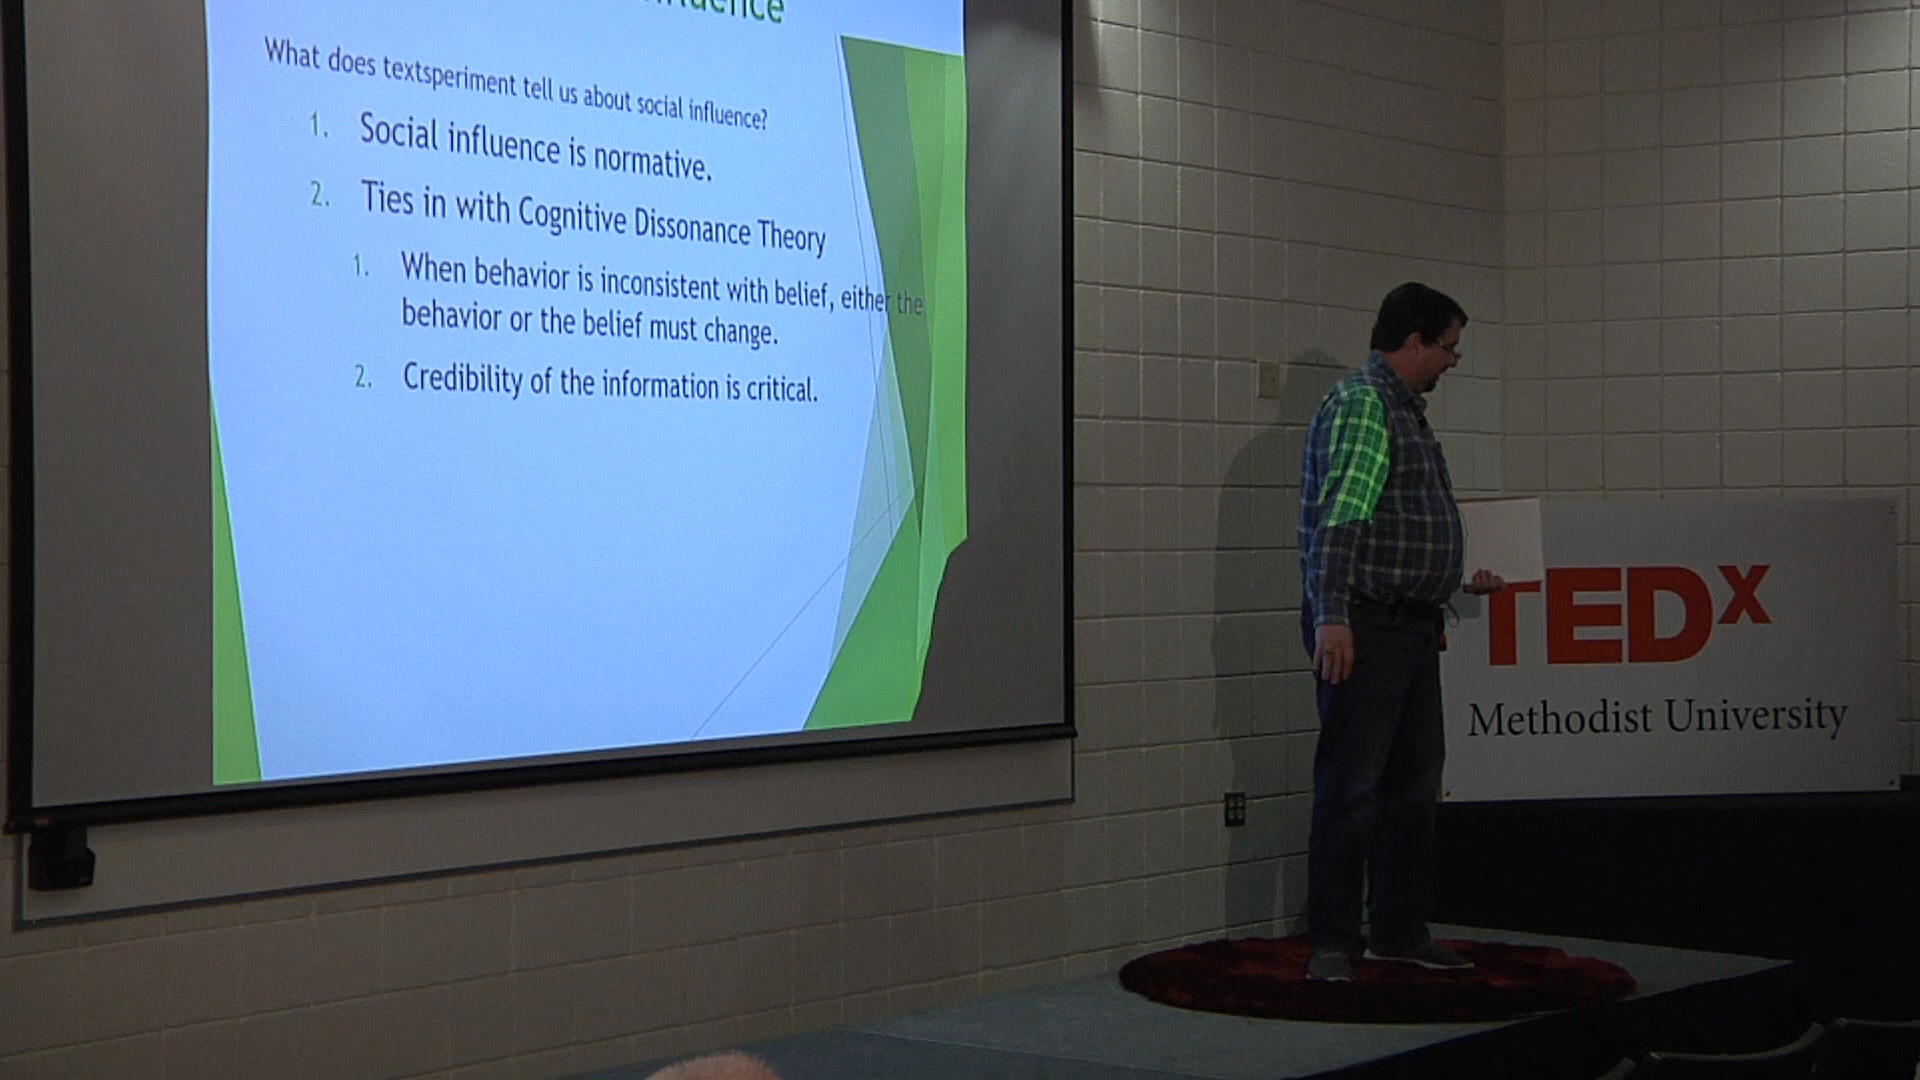 What does textsperiment tell us about social influence?
1. Social influence is normative.
2. Ties in with Cognitive Dissonance Theory
1. When behavior is inconsistent with belief, either the
behavior or the belief must change.
2. Credibility of the information is critical.
TEDx
Methodist University